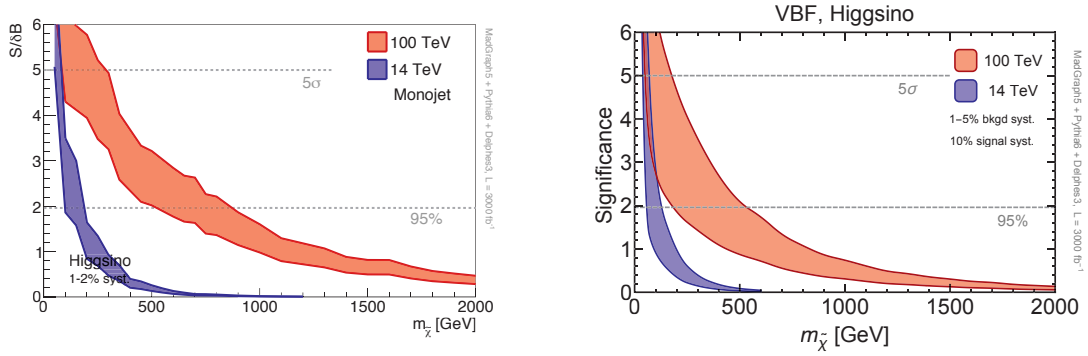 S/δB
6
5
4
3
2
1
0
0
500
1000
1500
2000
m_χ̃ [GeV]
100 TeV
14 TeV
Monojet
5σ
95%
Higgsino
1-2% syst.
MadGraph5 + Pythia6 + Delphes3, L = 3000 fb⁻¹
VBF, Higgsino
Significance
6
5
4
3
2
1
0
0
500
1000
1500
2000
m_χ̃ [GeV]
100 TeV
14 TeV
1–5% bkgd syst.
10% signal syst.
5σ
95%
MadGraph5 + Pythia6 + Delphes3, L = 3000 fb⁻¹